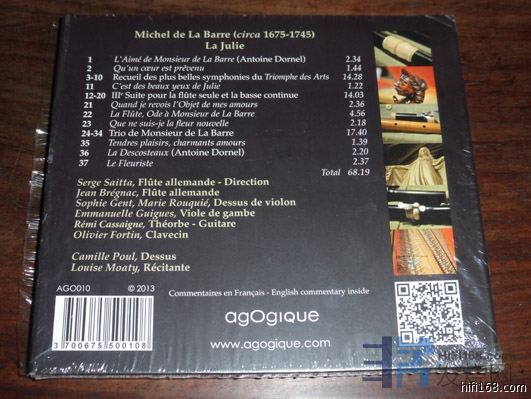 Michel de La Barre (circa 1675-1745)
La Julie
1 L'Aimé de Monsieur de La Barre (Antoine Dornel) 2.34
2 Qu'un cœur est prévenu 1.44
3-10 Recueil des plus belles symphonies du Triomphe des Arts 14.28
11 C'est des beaux yeux de Julie 1.22
12-20 IIIe Suite pour la flûte seule et la basse continue 14.03
21 Quand je revois l'Objet de mes amours 2.36
22 La Flûte, Ode à Monsieur de La Barre 4.56
23 Que ne suis-je la fleur nouvelle 2.18
24-34 Trio de Monsieur de La Barre 17.40
35 Tendres plaisirs, charmants amours 1.39
36 La Descosteaux (Antoine Dornel) 2.20
37 Le Fleuriste 2.37
Total 68.19
Serge Saitta, Flûte allemande - Direction
Jean Brégnac, Flûte allemande
Sophie Gent, Marie Rouquié, Dessus de violon
Emmanuelle Guigues, Viole de gambe
Rémi Cassaigne, Théorbe - Guitare
Olivier Fortin, Clavecin
Camille Poul, Dessus
Louise Moaty, Récitante
AGO010 © 2013
Commentaires en Français - English commentary inside
agOgique
www.agogique.com
3 700675 500108
HIFI168.COM
hifi168.com